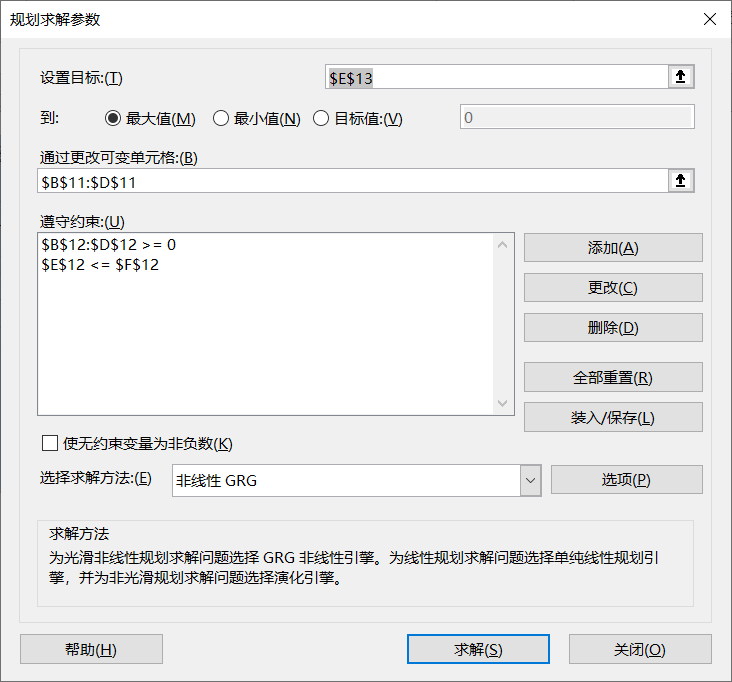 规划求解参数
设置目标:(T) $E$13
到: 最大值(M) 最小值(N) 目标值:(V) 0
通过更改可变单元格:(B)
$B$11:$D$11
遵守约束:(U)
$B$12:$D$12 >= 0
$E$12 <= $F$12
添加(A)
更改(C)
删除(D)
全部重置(R)
装入/保存(L)
使无约束变量为非负数(K)
选择求解方法:(E) 非线性 GRG 选项(P)
求解方法
为光滑非线性规划求解问题选择 GRG 非线性引擎。为线性规划求解问题选择单纯线性规划引
擎，并为非光滑规划求解问题选择演化引擎。
帮助(H) 求解(S) 关闭(O)